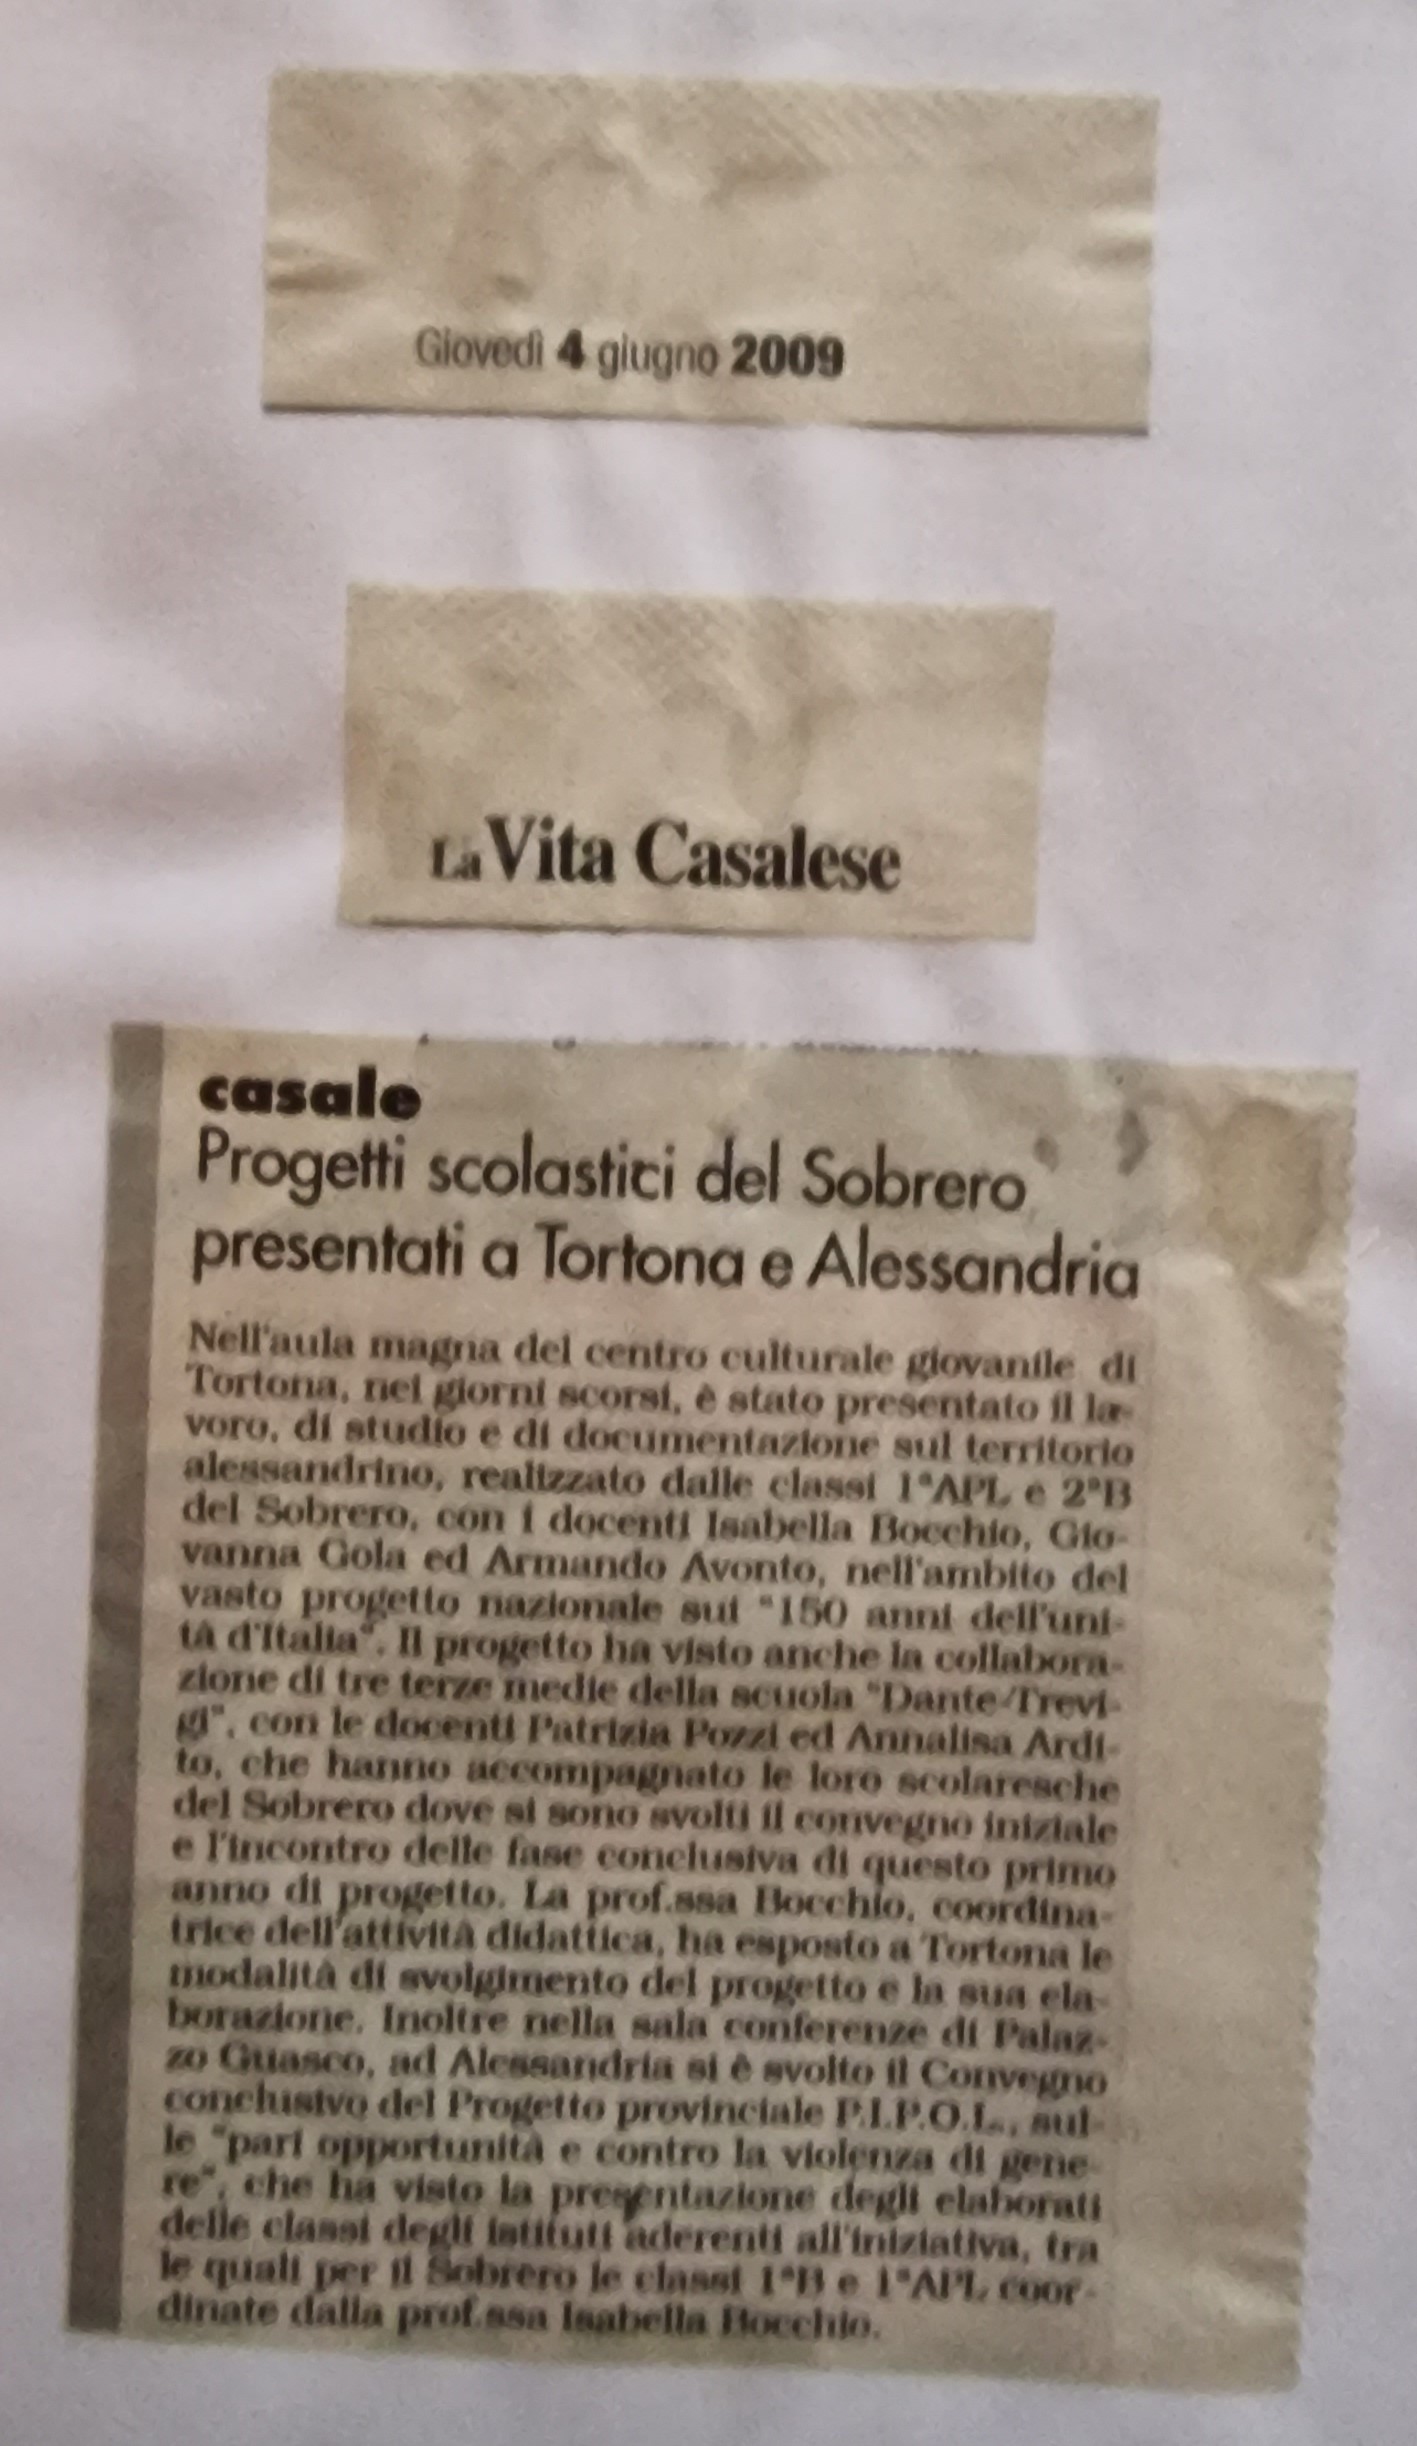 Giovedì 4 giugno 2009
La Vita Casalese
casale
Progetti scolastici del Sobrero
presentati a Tortona e Alessandria
Nell'aula magna del centro culturale giovanile di
Tortona, nei giorni scorsi, è stato presentato il la-
voro, di studio e di documentazione sul territorio
alessandrino, realizzato dalle classi 1ªAPL e 2ªB
del Sobrero, con i docenti Isabella Bocchio, Gio-
vanna Gola ed Armando Avonto, nell'ambito del
vasto progetto nazionale sui "150 anni dell'uni-
tà d'Italia". Il progetto ha visto anche la collabora-
zione di tre terze medie della scuola "Dante-Trevi-
gi", con le docenti Patrizia Pozzi ed Annalisa Ardi-
to, che hanno accompagnato le loro scolaresche
del Sobrero dove si sono svolti il convegno iniziale
e l'incontro delle fase conclusiva di questo primo
anno di progetto. La prof.ssa Bocchio, coordina-
trice dell'attività didattica, ha esposto a Tortona le
modalità di svolgimento del progetto e la sua ela-
borazione. Inoltre nella sala conferenze di Palaz-
zo Guasco, ad Alessandria si è svolto il Convegno
conclusivo del Progetto provinciale P.I.P.O.L., sul-
le "pari opportunità e contro la violenza di gene-
re", che ha visto la presentazione degli elaborati
delle classi degli istituti aderenti all'iniziativa, tra
le quali per il Sobrero le classi 1ªB e 1ªAPL coor-
dinate dalla prof.ssa Isabella Bocchio.